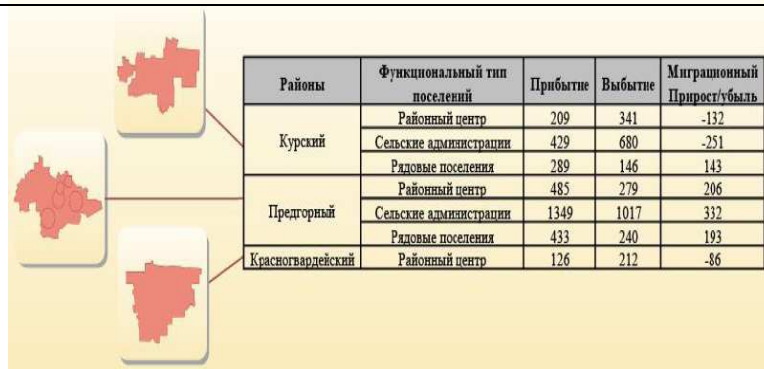 Районы Функциональный тип поселений Прибытие Выбытие Миграционный Прирост/убыль
Курский Районный центр 209 341 -132
Сельские администрации 429 680 -251
Рядовые поселения 289 146 143
Предгорный Районный центр 485 279 206
Сельские администрации 1349 1017 332
Рядовые поселения 433 240 193
Красногвардейский Районный центр 126 212 -86